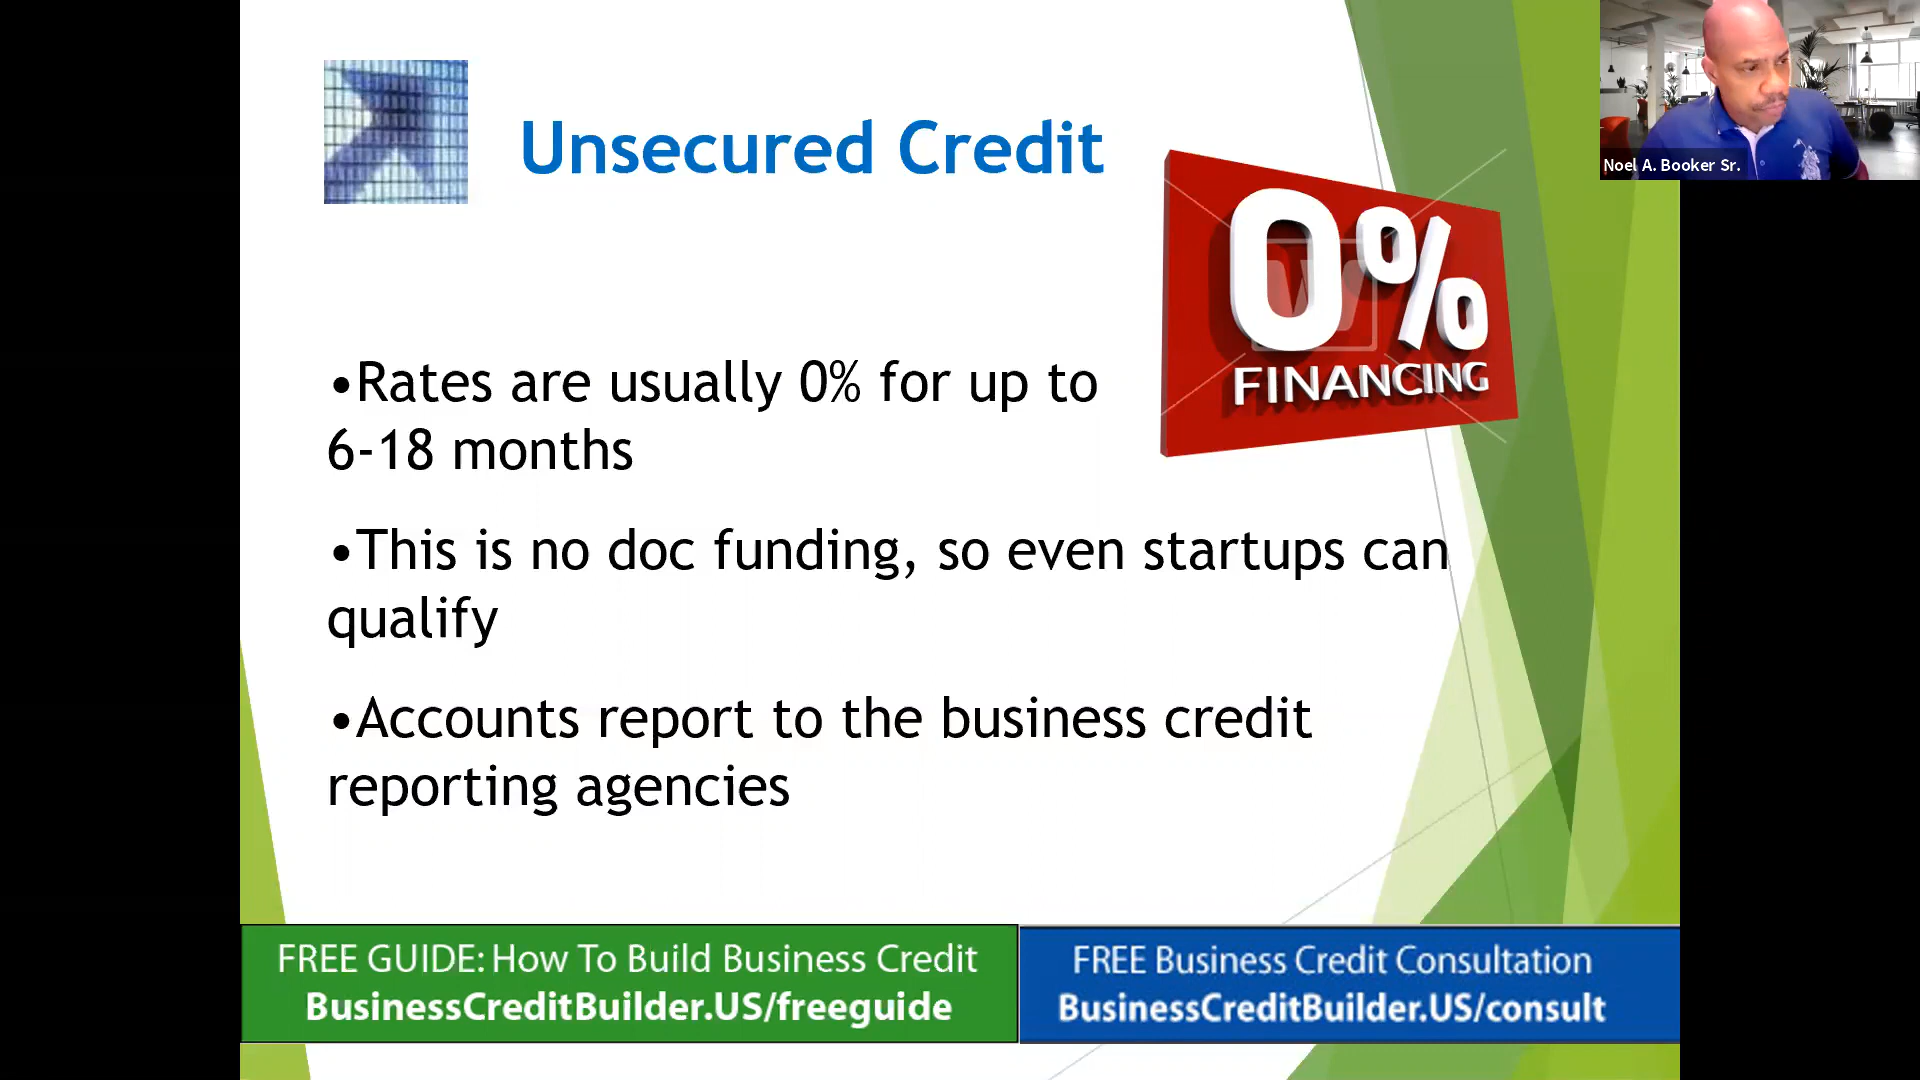 Unsecured Credit
Noel A. Booker Sr.
0%
FINANCING
•Rates are usually 0% for up to
6-18 months
•This is no doc funding, so even startups can
qualify
•Accounts report to the business credit
reporting agencies
FREE GUIDE: How To Build Business Credit
BusinessCreditBuilder.US/freeguide
FREE Business Credit Consultation
BusinessCreditBuilder.US/consult